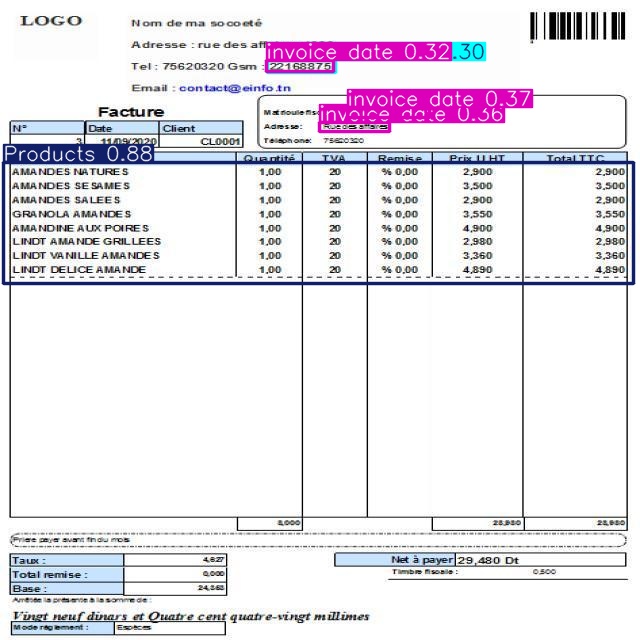 LOGO
Nom de ma socoeté
Adresse : rue des aff
invoice date 0.32 .30
Tel : 75620320 Gsm : 22168875
Email : contact@einfo.tn
invoice date 0.37
Facture
Matricule fisc
invoice date 0.36
N° Date Client
Adresse: Rue des affaires
3 11/09/2020 CL0001
Téléphone: 75620320
Products 0.88
Quantité TVA Remise Prix U.HT Total TTC
AMANDES NATURES 1,00 20 % 0,00 2,900 2,900
AMANDES SESAMES 1,00 20 % 0,00 3,500 3,500
AMANDES SALEES 1,00 20 % 0,00 2,900 2,900
GRANOLA AMANDES 1,00 20 % 0,00 3,550 3,550
AMANDINE AUX POIRES 1,00 20 % 0,00 4,900 4,900
LINDT AMANDE GRILLEES 1,00 20 % 0,00 2,980 2,980
LINDT VANILLE AMANDES 1,00 20 % 0,00 3,360 3,360
LINDT DELICE AMANDE 1,00 20 % 0,00 4,890 4,890
8,000 28,980 28,980
Priere payer avant fin du mois
Taux : 4,627
Net à payer 29,480 Dt
Total remise : 0,000
Timbre fiscale : 0,500
Base : 24,353
Arrêtée la présente à la somme de :
Vingt neuf dinars et Quatre cent quatre-vingt millimes
Mode règlement : Espèces